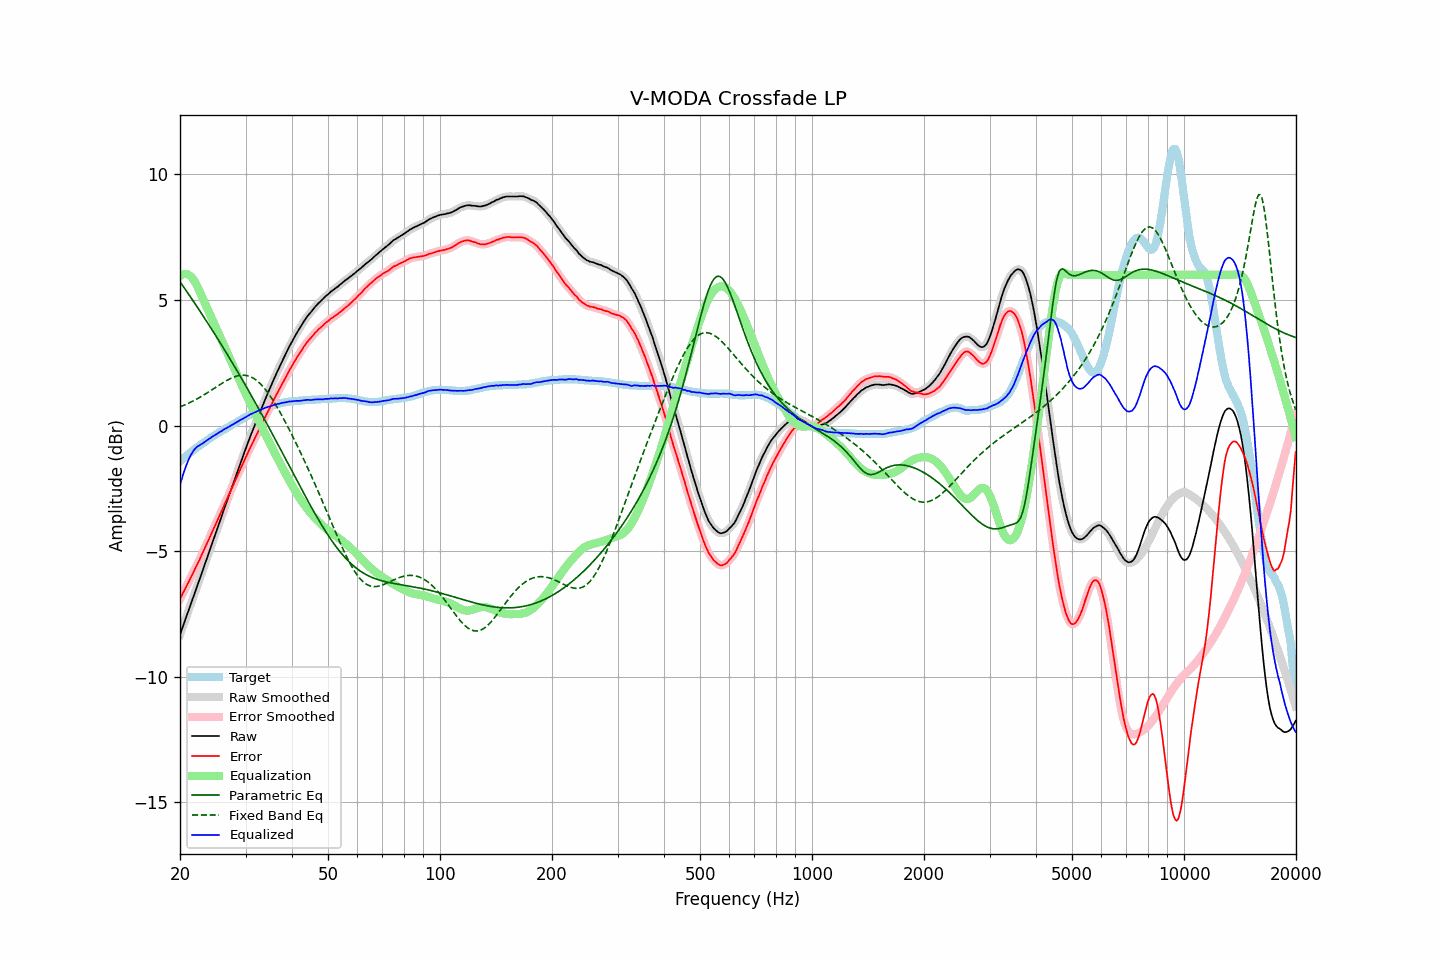 V-MODA Crossfade LP
Amplitude (dBr)
10
5
0
−5
−10
−15
Target
Raw Smoothed
Error Smoothed
Raw
Error
Equalization
Parametric Eq
Fixed Band Eq
Equalized
20 50 100 200 500 1000 2000 5000 10000 20000
Frequency (Hz)